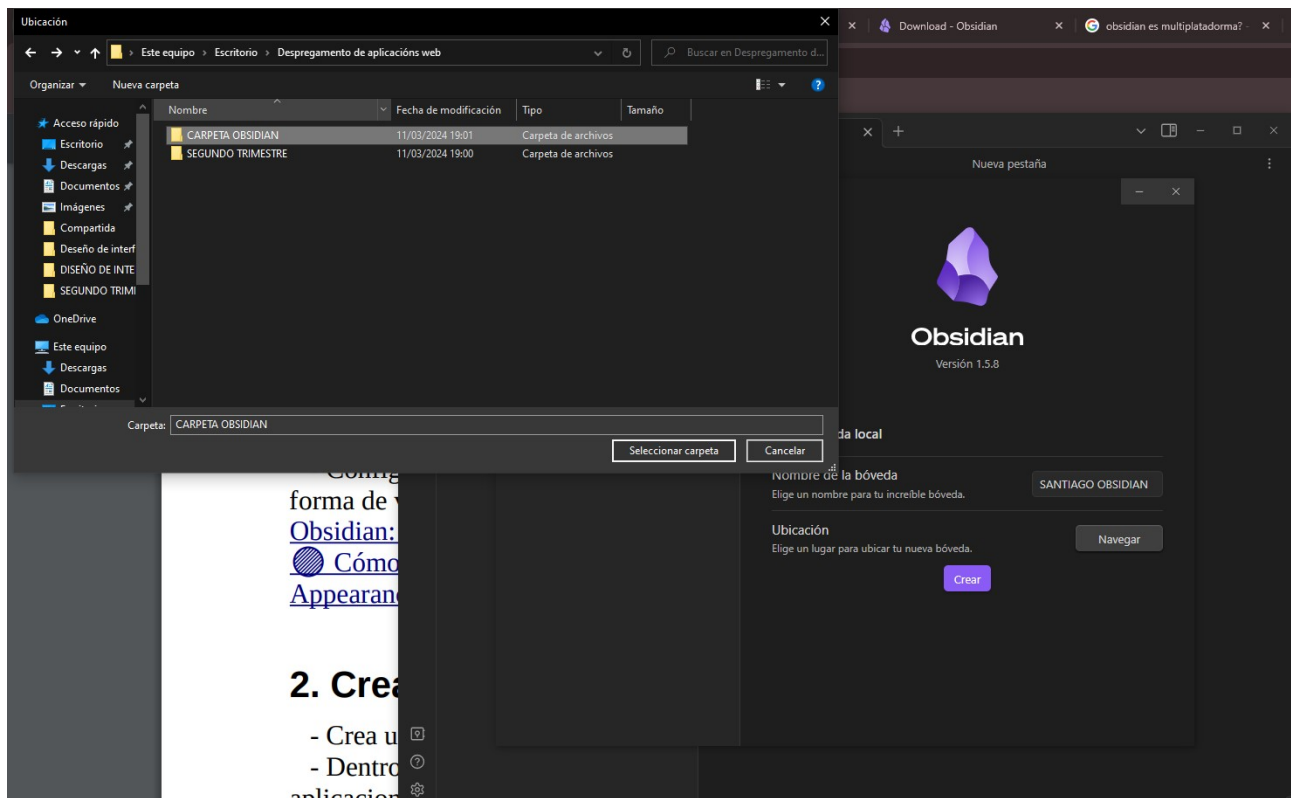 Ubicación
Download - Obsidian
obsidian es multiplatadorma? -
Este equipo > Escritorio > Despregamento de aplicacións web
Buscar en Despregamento d...
Organizar
Nueva carpeta
Nombre
Fecha de modificación
Tipo
Tamaño
Acceso rápido
Escritorio
Descargas
Documentos
Imágenes
Compartida
Deseño de interf
DISEÑO DE INTE
SEGUNDO TRIMI
OneDrive
Este equipo
Descargas
Documentos
CARPETA OBSIDIAN 11/03/2024 19:01 Carpeta de archivos
SEGUNDO TRIMESTRE 11/03/2024 19:00 Carpeta de archivos
Carpeta: CARPETA OBSIDIAN
Seleccionar carpeta
Cancelar
Nueva pestaña
Obsidian
Versión 1.5.8
da local
Nombre de la bóveda
Elige un nombre para tu increíble bóveda.
SANTIAGO OBSIDIAN
Ubicación
Elige un lugar para ubicar tu nueva bóveda.
Navegar
Crear
forma de v
Obsidian:
Cómo
Appearan
2. Crea
- Crea u
- Dentro
aplicacion